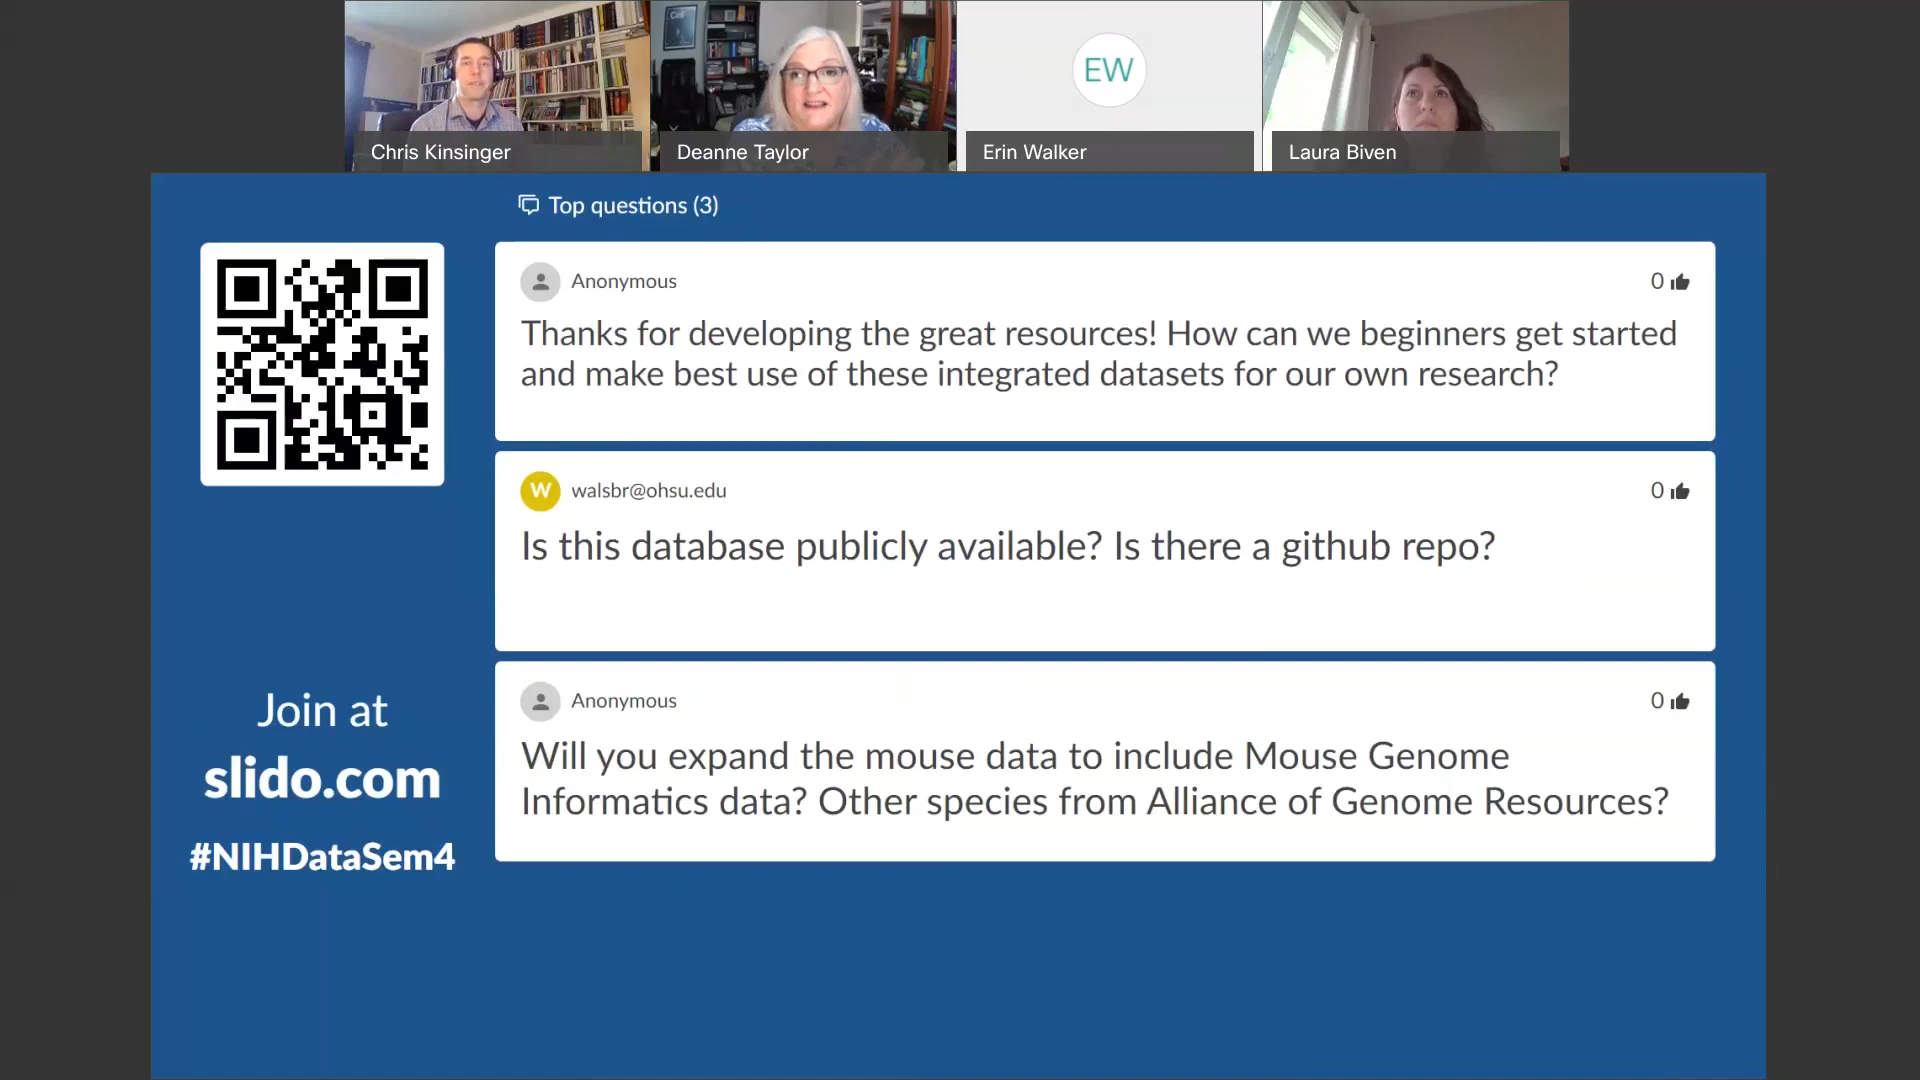 EW
Chris Kinsinger
Deanne Taylor
Erin Walker
Laura Biven
Top questions (3)
Anonymous
0
Thanks for developing the great resources! How can we beginners get started
and make best use of these integrated datasets for our own research?
W
walsbr@ohsu.edu
0
Is this database publicly available? Is there a github repo?
Anonymous
0
Will you expand the mouse data to include Mouse Genome
Informatics data? Other species from Alliance of Genome Resources?
Join at
slido.com
#NIHDataSem4